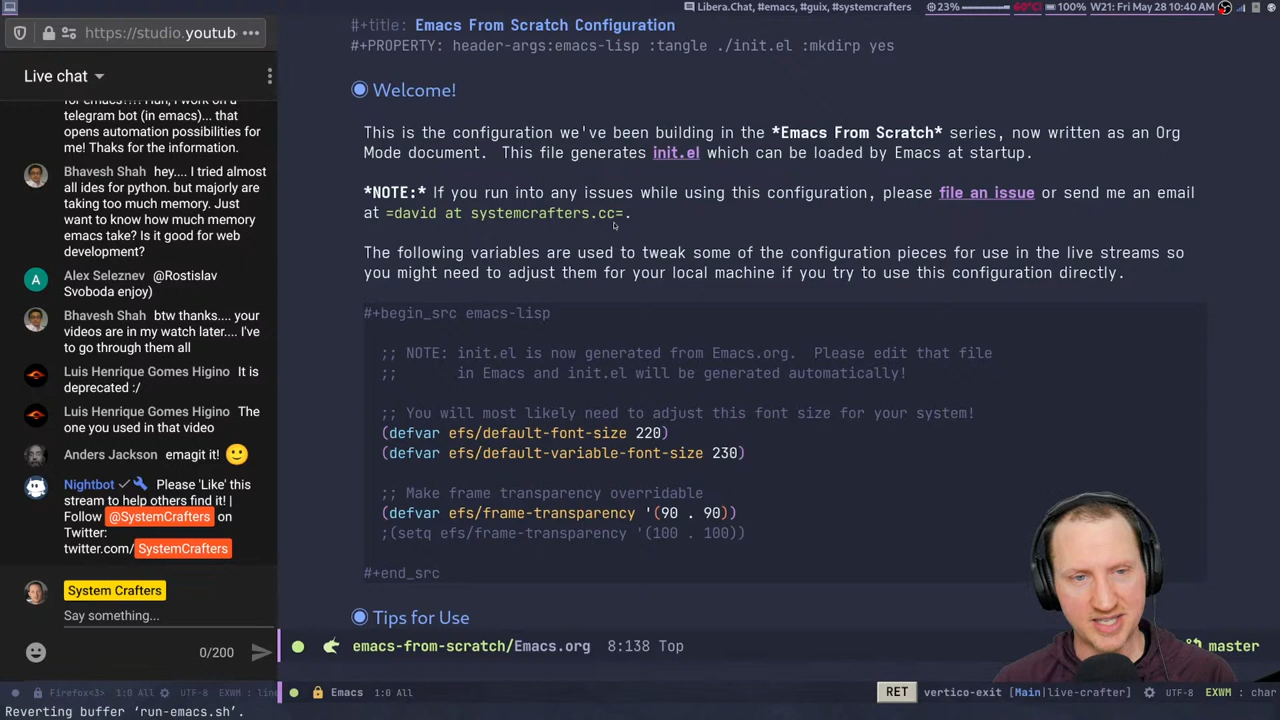 Libera.Chat, #emacs, #guix, #systemcrafters
23%
60°C
100%
W21: Fri May 28 10:40 AM
https://studio.youtub
Live chat
telegram bot (in emacs)... that
opens automation possibilities for
me! Thaks for the information.
Bhavesh Shah hey.... I tried almost
all ides for python. but majorly are
taking too much memory. Just
want to know how much memory
emacs take? Is it good for web
development?
Alex Seleznev @Rostislav
Svoboda enjoy)
Bhavesh Shah btw thanks.... your
videos are in my watch later.... I've
to go through them all
Luis Henrique Gomes Higino It is
deprecated :/
Luis Henrique Gomes Higino The
one you used in that video
Anders Jackson emagit it!
Nightbot Please 'Like' this
stream to help others find it! |
Follow @SystemCrafters on
Twitter:
twitter.com/ SystemCrafters
System Crafters
Say something...
0/200
#+title: Emacs From Scratch Configuration
#+PROPERTY: header-args:emacs-lisp :tangle ./init.el :mkdirp yes
Welcome!
This is the configuration we've been building in the *Emacs From Scratch* series, now written as an Org
Mode document. This file generates init.el which can be loaded by Emacs at startup.
*NOTE:* If you run into any issues while using this configuration, please file an issue or send me an email
at =david at systemcrafters.cc=.
The following variables are used to tweak some of the configuration pieces for use in the live streams so
you might need to adjust them for your local machine if you try to use this configuration directly.
#+begin_src emacs-lisp
;; NOTE: init.el is now generated from Emacs.org. Please edit that file
;; in Emacs and init.el will be generated automatically!
;; You will most likely need to adjust this font size for your system!
(defvar efs/default-font-size 220)
(defvar efs/default-variable-font-size 230)
;; Make frame transparency overridable
(defvar efs/frame-transparency '(90 . 90))
;(setq efs/frame-transparency '(100 . 100))
#+end_src
Tips for Use
emacs-from-scratch/Emacs.org 8:138 Top
master
Firefox<3> 1:0 All UTF-8 EXWM : line
Emacs 1:0 All
RET vertico-exit [Main|live-crafter] UTF-8 EXWM : char
Reverting buffer ‘run-emacs.sh’.